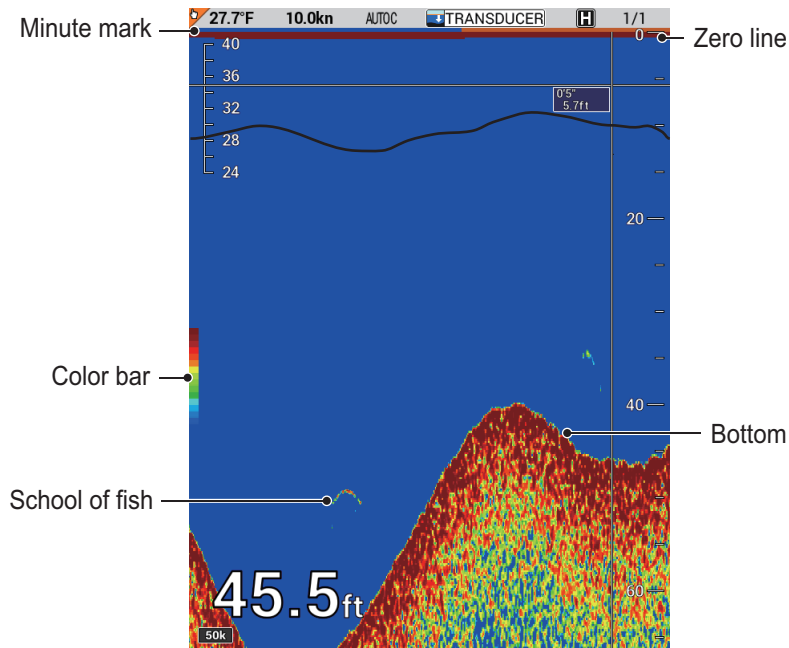 27.7°F 10.0kn AUTOC TRANSDUCER H 1/1
Minute mark
Zero line
0
40
36
32
28
24
0'5"
5.7ft
20
Color bar
40
Bottom
School of fish
45.5ft
60
50k